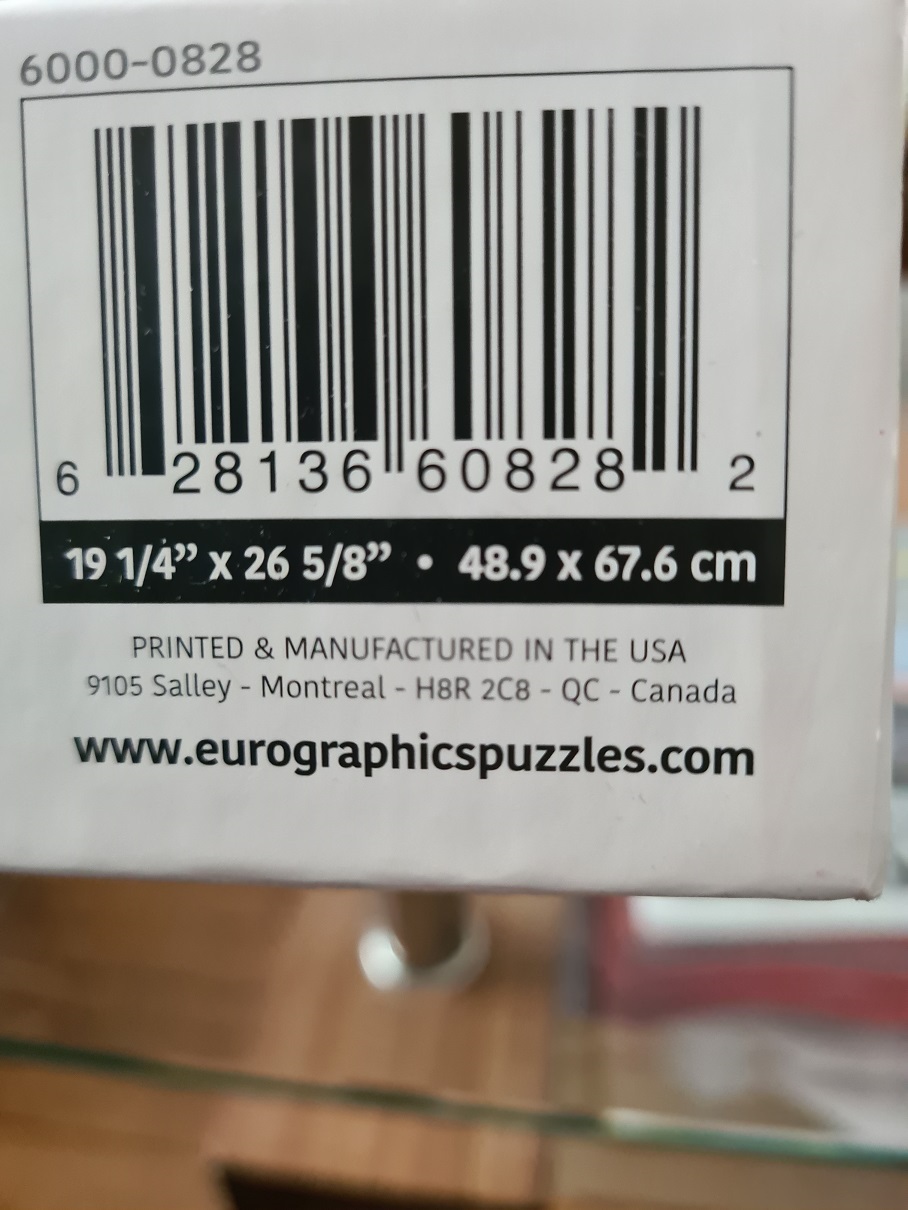 6000-0828
6 28136 60828 2
19 1/4” x 26 5/8” • 48.9 x 67.6 cm
PRINTED & MANUFACTURED IN THE USA
9105 Salley - Montreal - H8R 2C8 - QC - Canada
www.eurographicspuzzles.com